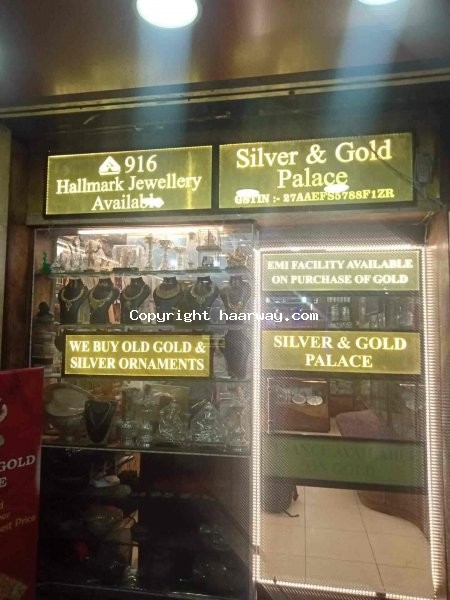 916
Hallmark Jewellery
Available
Silver & Gold
Palace
GSTIN :- 27AAEFS5788F1ZR
EMI FACILITY AVAILABLE
ON PURCHASE OF GOLD
Copyright haarway.com
WE BUY OLD GOLD &
SILVER ORNAMENTS
SILVER & GOLD
PALACE
GOLD
Price